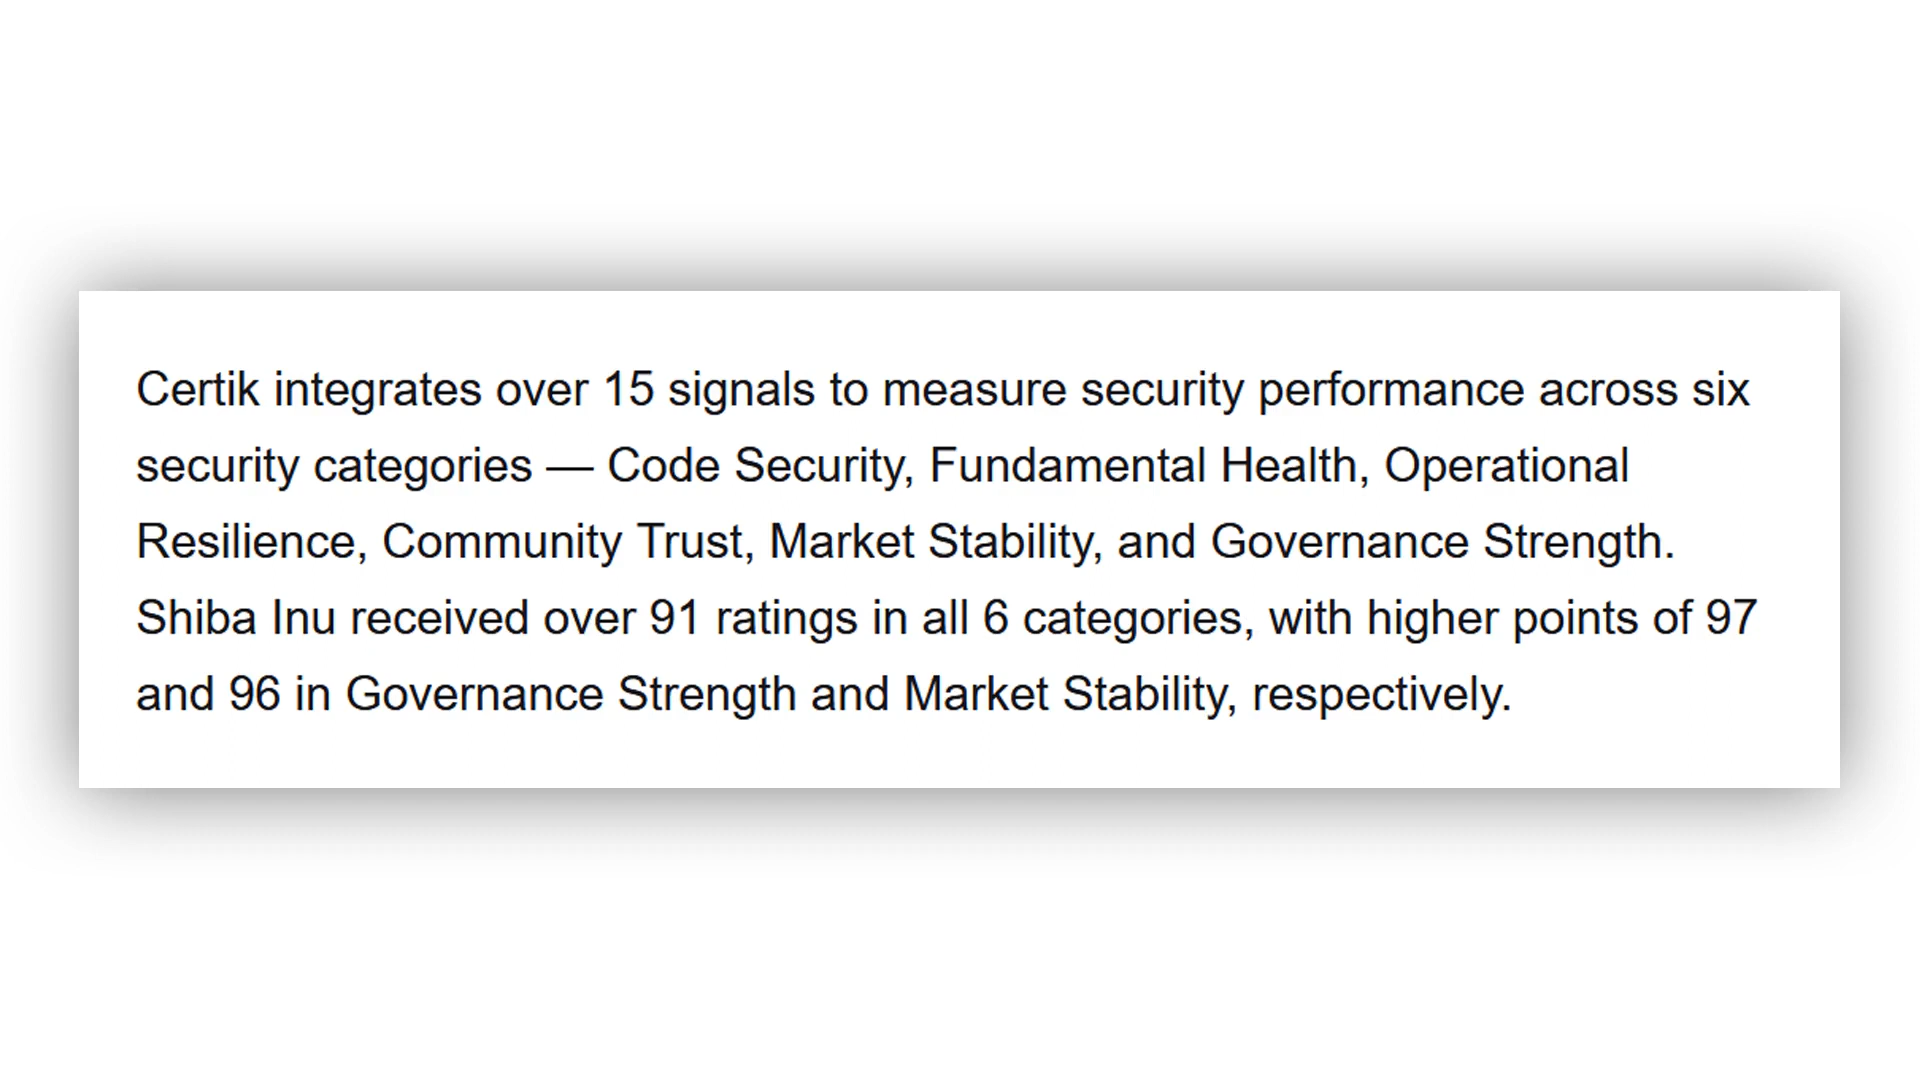 Certik integrates over 15 signals to measure security performance across six
security categories — Code Security, Fundamental Health, Operational
Resilience, Community Trust, Market Stability, and Governance Strength.
Shiba Inu received over 91 ratings in all 6 categories, with higher points of 97
and 96 in Governance Strength and Market Stability, respectively.